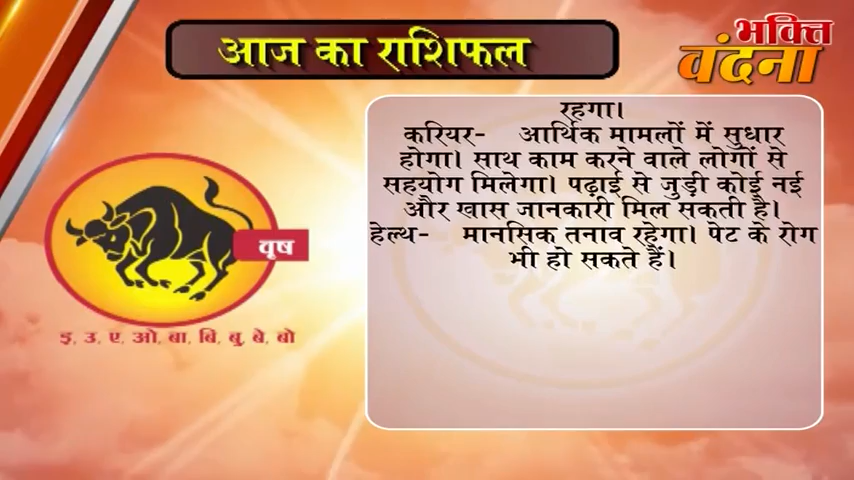 आज का राशिफल
भक्ति
वंदना
रहगा।
करियर- आर्थिक मामलों में सुधार
होगा। साथ काम करने वाले लोगों से
सहयोग मिलेगा। पढ़ाई से जुड़ी कोई नई
और खास जानकारी मिल सकती है।
हेल्थ- मानसिक तनाव रहेगा। पेट के रोग
भी हो सकते हैं।
वृष
इ, उ, ए, ओ, बा, बि, बु, बे, बो